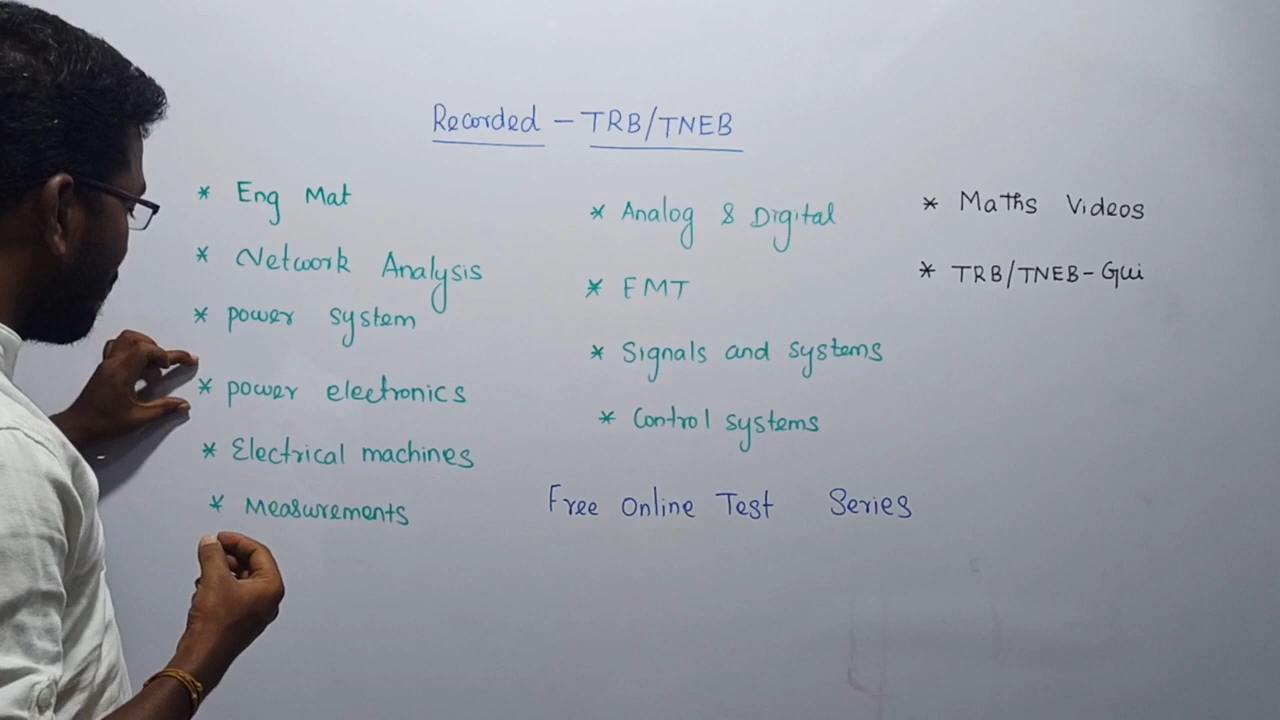 Recorded - TRB/TNEB
* Eng Mat
* Network Analysis
* power system
* power electronics
* Electrical machines
* Measurements
* Analog & Digital
* EMT
* Signals and systems
* Control systems
Free Online Test Series
* Maths Videos
* TRB/TNEB-Gui